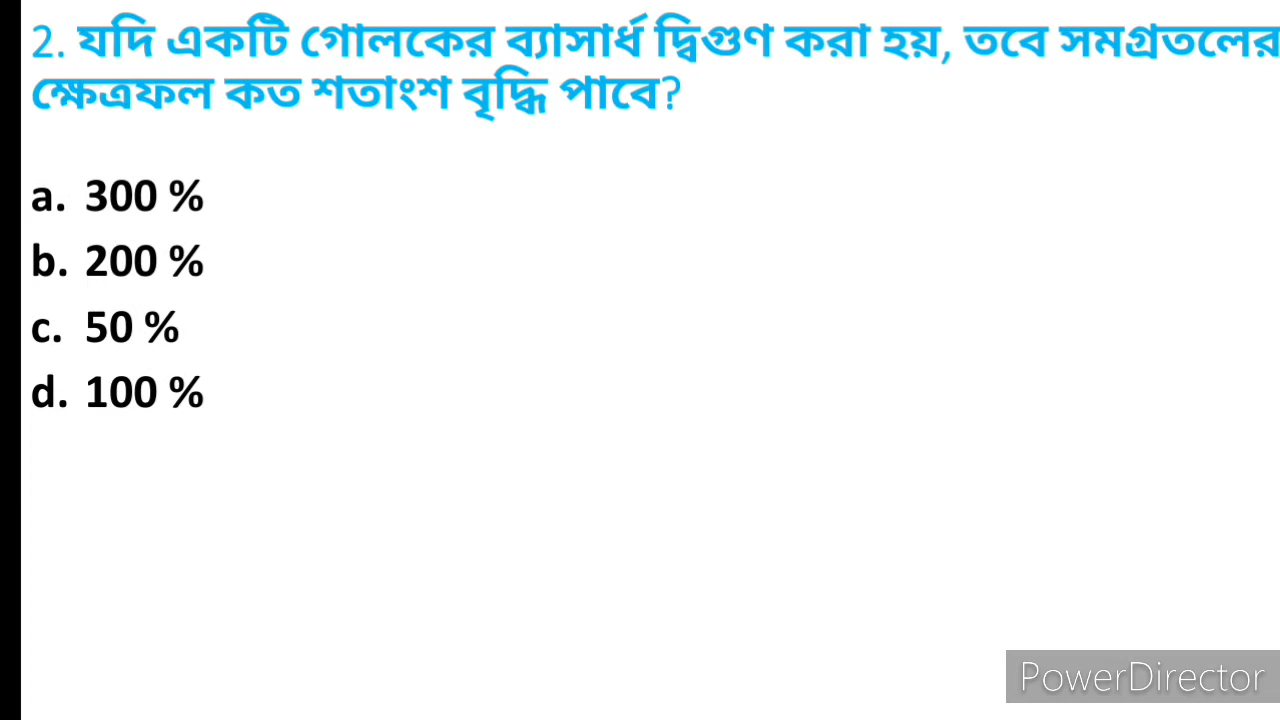 2. যদি একটি গোলকের ব্যাসার্ধ দ্বিগুণ করা হয়, তবে সমগ্রতলের
ক্ষেত্রফল কত শতাংশ বৃদ্ধি পাবে?
a. 300 %
b. 200 %
c. 50 %
d. 100 %
PowerDirector